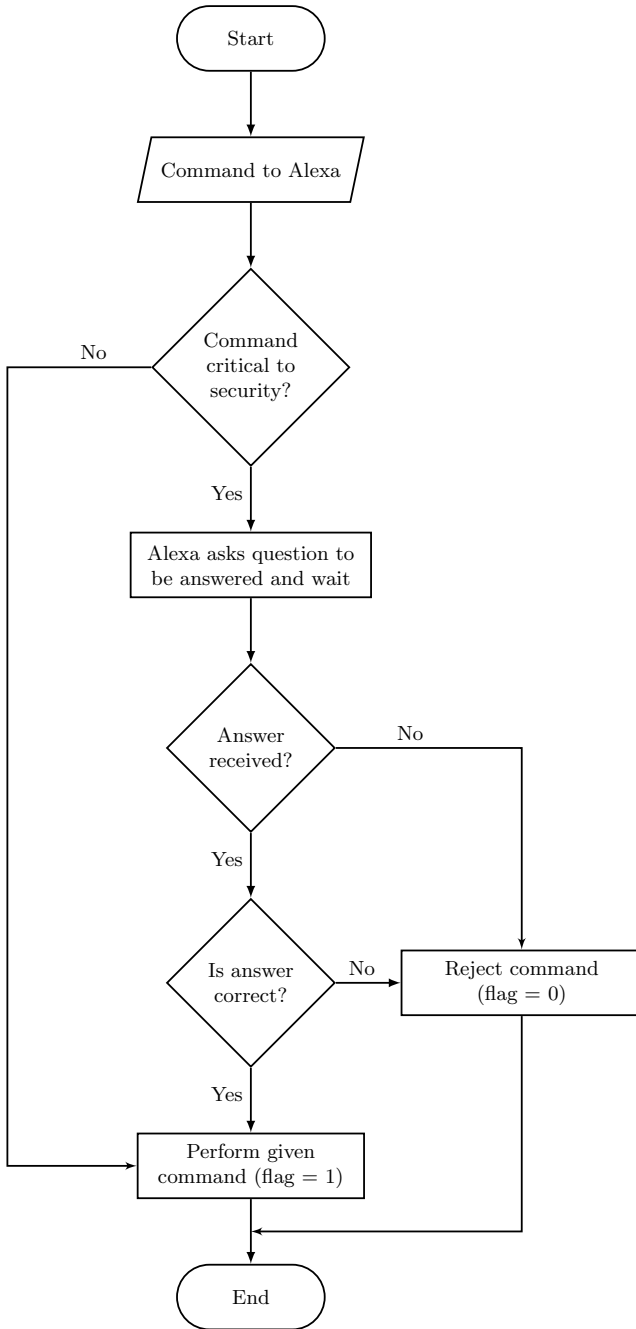 Start
Command to Alexa
Command
critical to
security?
No
Yes
Alexa asks question to
be answered and wait
Answer
received?
No
Yes
Is answer
correct?
No
Reject command
(flag = 0)
Yes
Perform given
command (flag = 1)
End